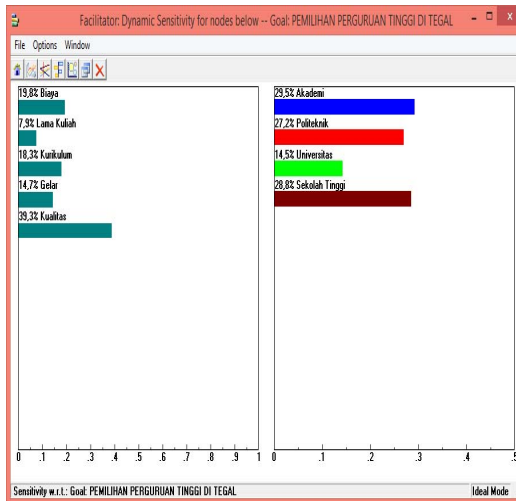 Facilitator: Dynamic Sensitivity for nodes below -- Goal: PEMILIHAN PERGURUAN TINGGI DI TEGAL
File Options Window
19,8% Biaya
7,9% Lama Kuliah
18,3% Kurikulum
14,7% Gelar
39,3% Kualitas
0 .1 .2 .3 .4 .5 .6 .7 .8 .9 1
29,5% Akademi
27,2% Politeknik
14,5% Universitas
28,8% Sekolah Tinggi
0 .1 .2 .3 .4 .5
Sensitivity w.r.t.: Goal: PEMILIHAN PERGURUAN TINGGI DI TEGAL
Ideal Mode